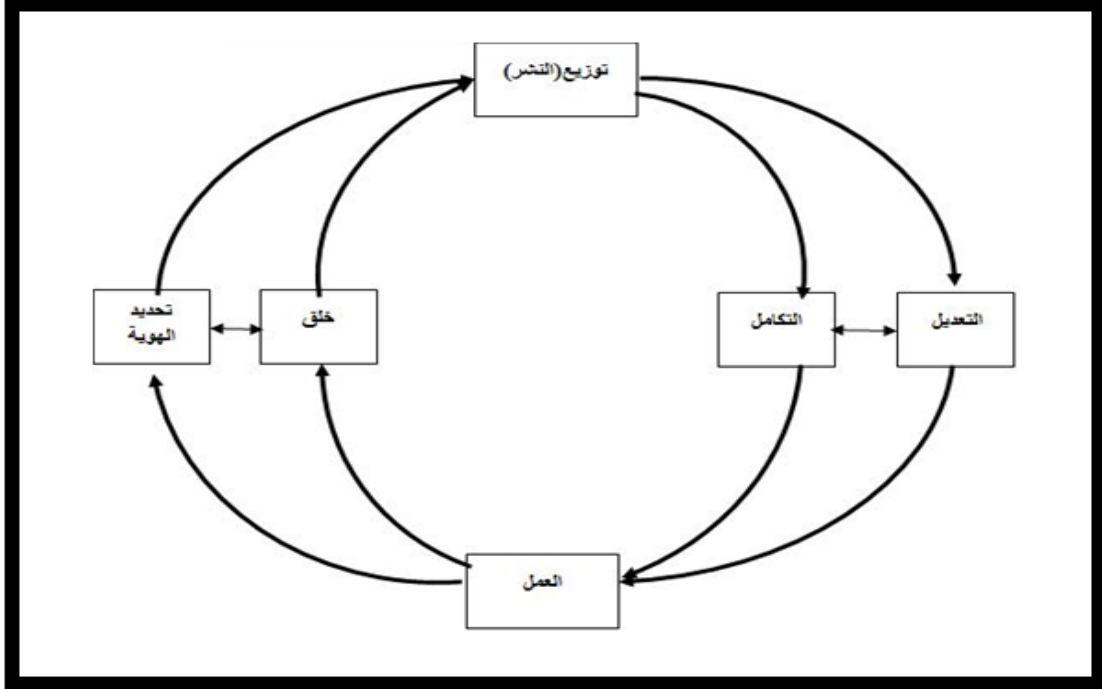 توزيع(النشر)
تحديد
الهوية
خلق
التكامل
التعديل
العمل